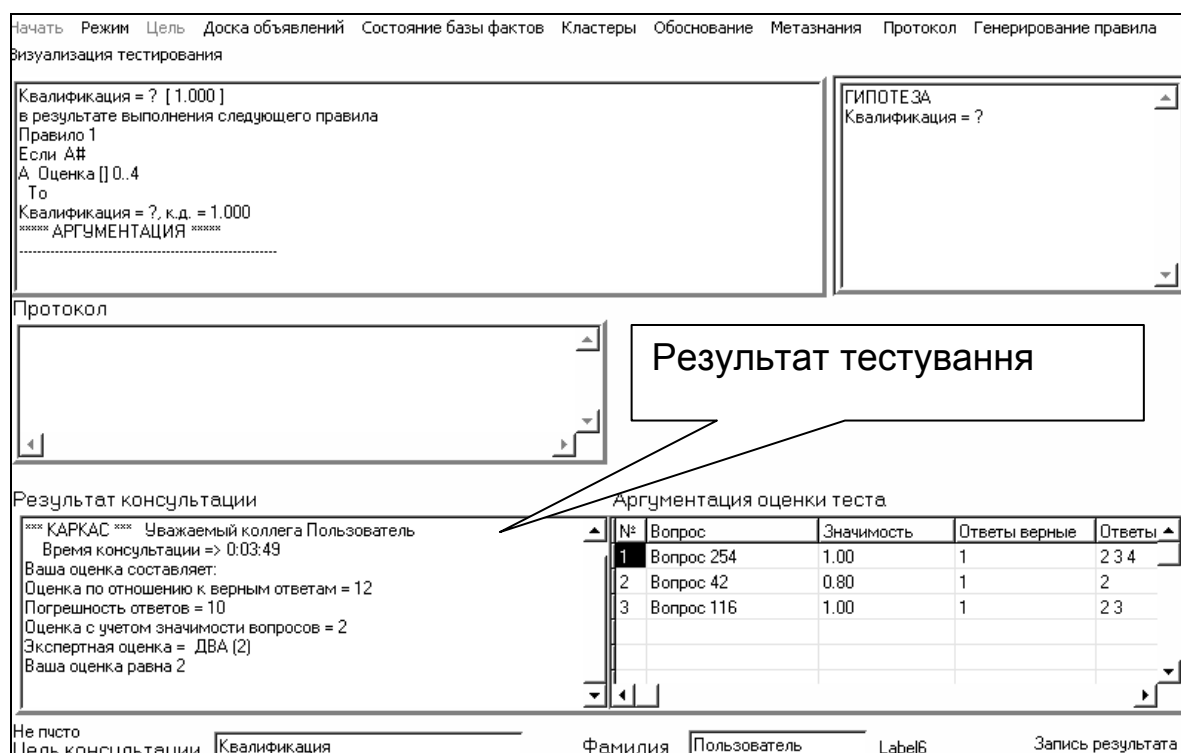 Начать Режим Цель Доска объявлений Состояние базы фактов Кластеры Обоснование Метазнания Протокол Генерирование правила
Визуализация тестирования
Квалификация = ? [ 1.000 ]
в результате выполнения следующего правила
Правило 1
Если А#
А Оценка [] 0..4
То
Квалификация = ?, к.д. = 1.000
***** АРГУМЕНТАЦИЯ *****
----------------------------------------------------------
ГИПОТЕЗА
Квалификация = ?
Протокол
Результат тестування
Результат консультации
*** КАРКАС *** Уважаемый коллега Пользователь
Время консультации => 0:03:49
Ваша оценка составляет:
Оценка по отношению к верным ответам = 12
Погрешность ответов = 10
Оценка с учетом значимости вопросов = 2
Экспертная оценка = ДВА (2)
Ваша оценка равна 2
Аргументация оценки теста
№ Вопрос Значимость Ответы верные Ответы
1 Вопрос 254 1.00 1 2 3 4
2 Вопрос 42 0.80 1 2
3 Вопрос 116 1.00 1 2 3
Не пусто
Цель консультации Квалификация Фамилия Пользователь Label6 Запись результата